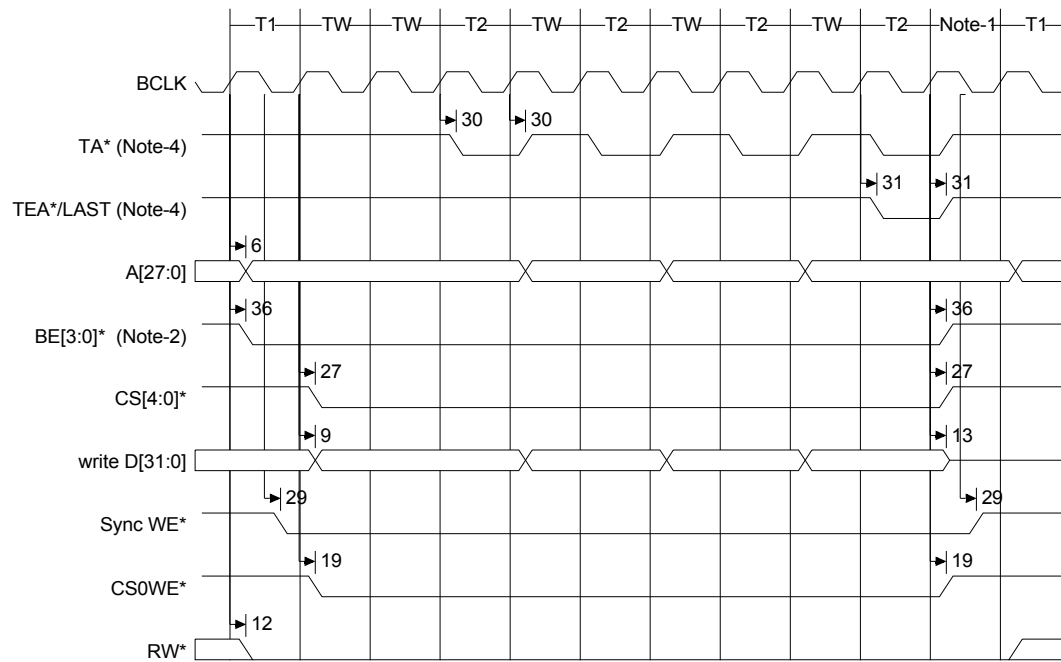 T1 TW TW T2 TW T2 TW T2 TW T2 Note-1 T1
BCLK
30 30
TA* (Note-4)
31 31
TEA*/LAST (Note-4)
6
A[27:0]
36 36
BE[3:0]* (Note-2)
27 27
CS[4:0]*
9 13
write D[31:0]
29 29
Sync WE*
19 19
CS0WE*
12
RW*